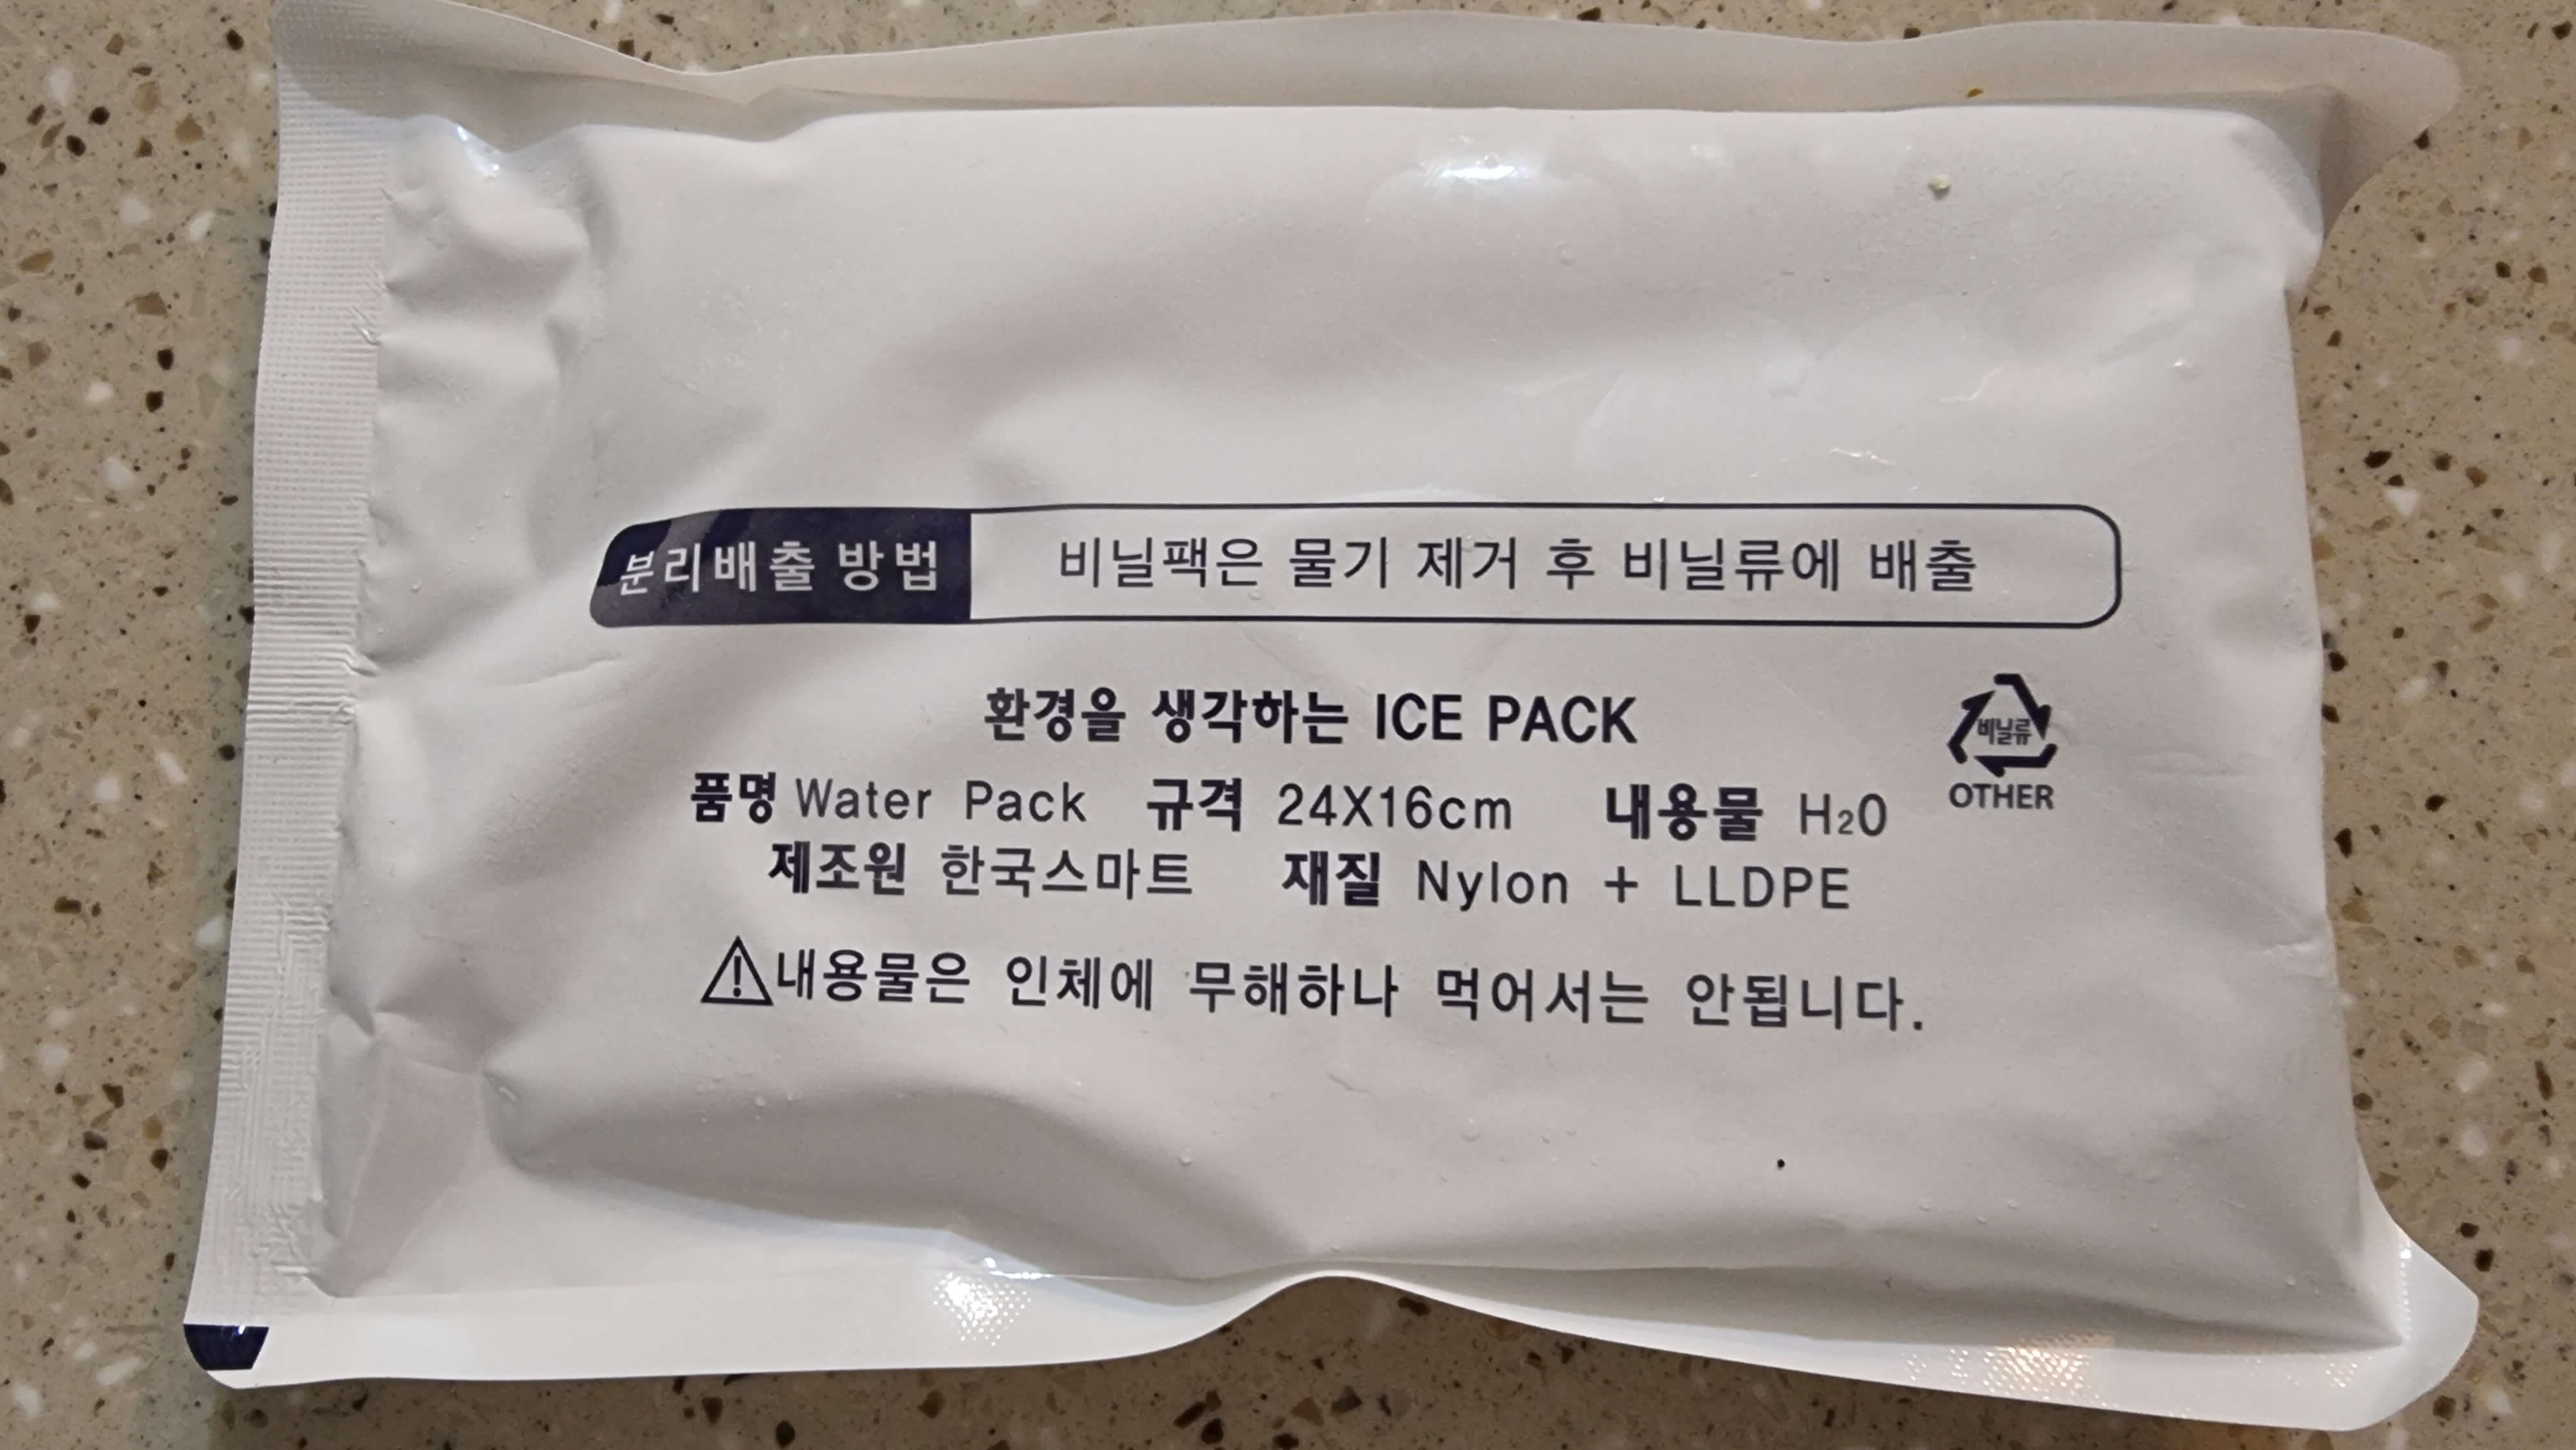 분리배출 방법 비닐팩은 물기 제거 후 비닐류에 배출
환경을 생각하는 ICE PACK
비닐류
OTHER
품명 Water Pack 규격 24X16cm 내용물 H₂O
제조원 한국스마트 재질 Nylon + LLDPE
⚠내용물은 인체에 무해하나 먹어서는 안됩니다.